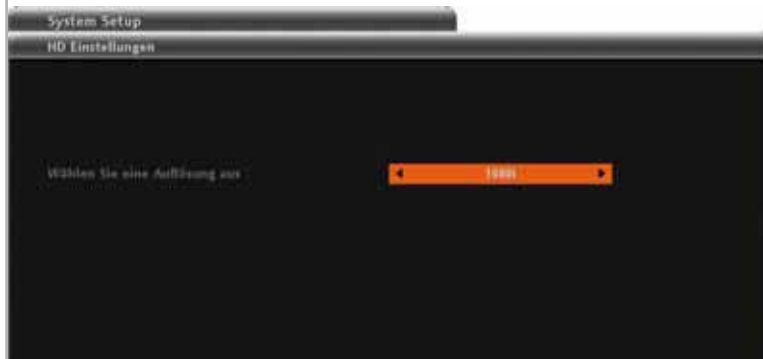 System Setup
HD Einstellungen
Wählen Sie eine Auflösung aus
1080i